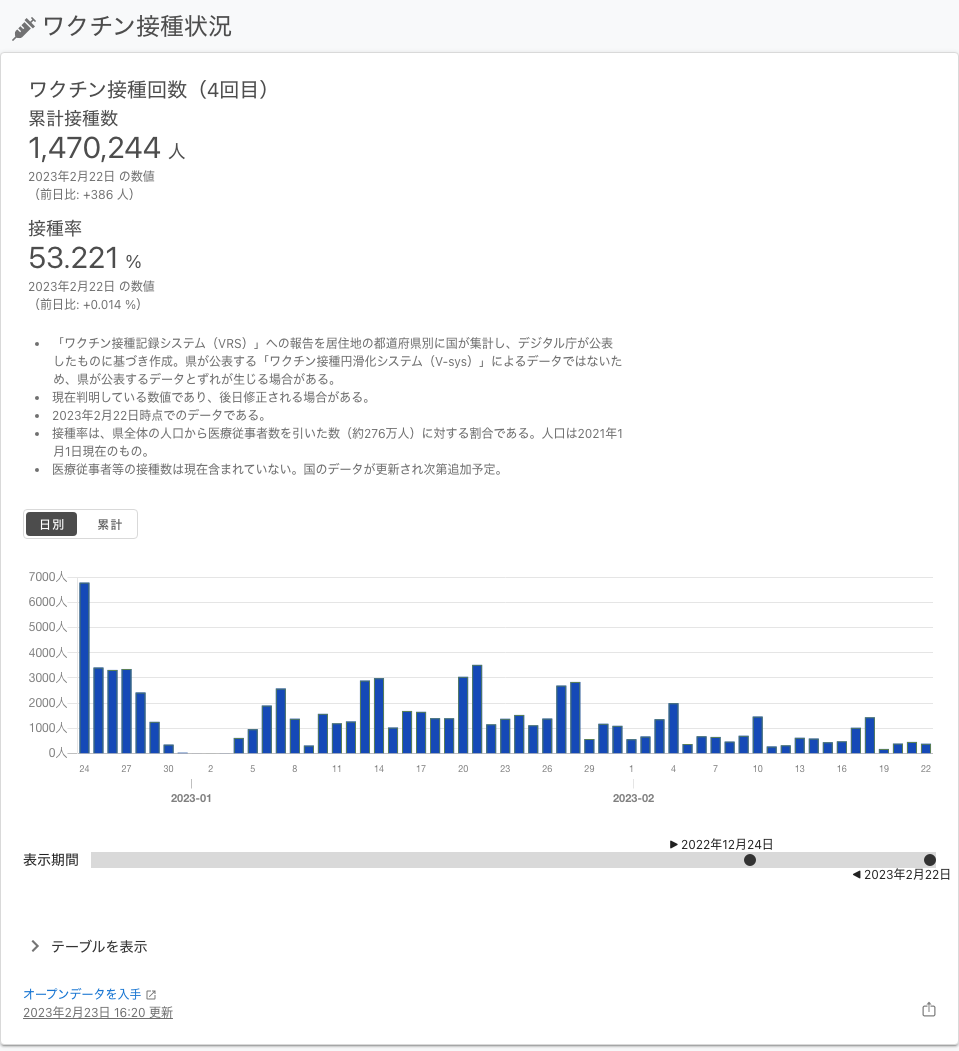 ワクチン接種状況
ワクチン接種回数（4回目）
累計接種数
1,470,244 人
2023年2月22日 の数値
（前日比: +386 人）
接種率
53.221 %
2023年2月22日 の数値
（前日比: +0.014 %）
• 「ワクチン接種記録システム（VRS）」への報告を居住地の都道府県別に国が集計し、デジタル庁が公表
したものに基づき作成。県が公表する「ワクチン接種円滑化システム（V-sys）」によるデータではないた
め、県が公表するデータとずれが生じる場合がある。
• 現在判明している数値であり、後日修正される場合がある。
• 2023年2月22日時点でのデータである。
• 接種率は、県全体の人口から医療従事者数を引いた数（約276万人）に対する割合である。人口は2021年1
月1日現在のもの。
• 医療従事者等の接種数は現在含まれていない。国のデータが更新され次第追加予定。
日別 累計
7000人
6000人
5000人
4000人
3000人
2000人
1000人
0人
24 27 30 2 5 8 11 14 17 20 23 26 29 1 4 7 10 13 16 19 22
2023-01 2023-02
▶ 2022年12月24日
表示期間
◀ 2023年2月22日
テーブルを表示
オープンデータを入手
2023年2月23日 16:20 更新